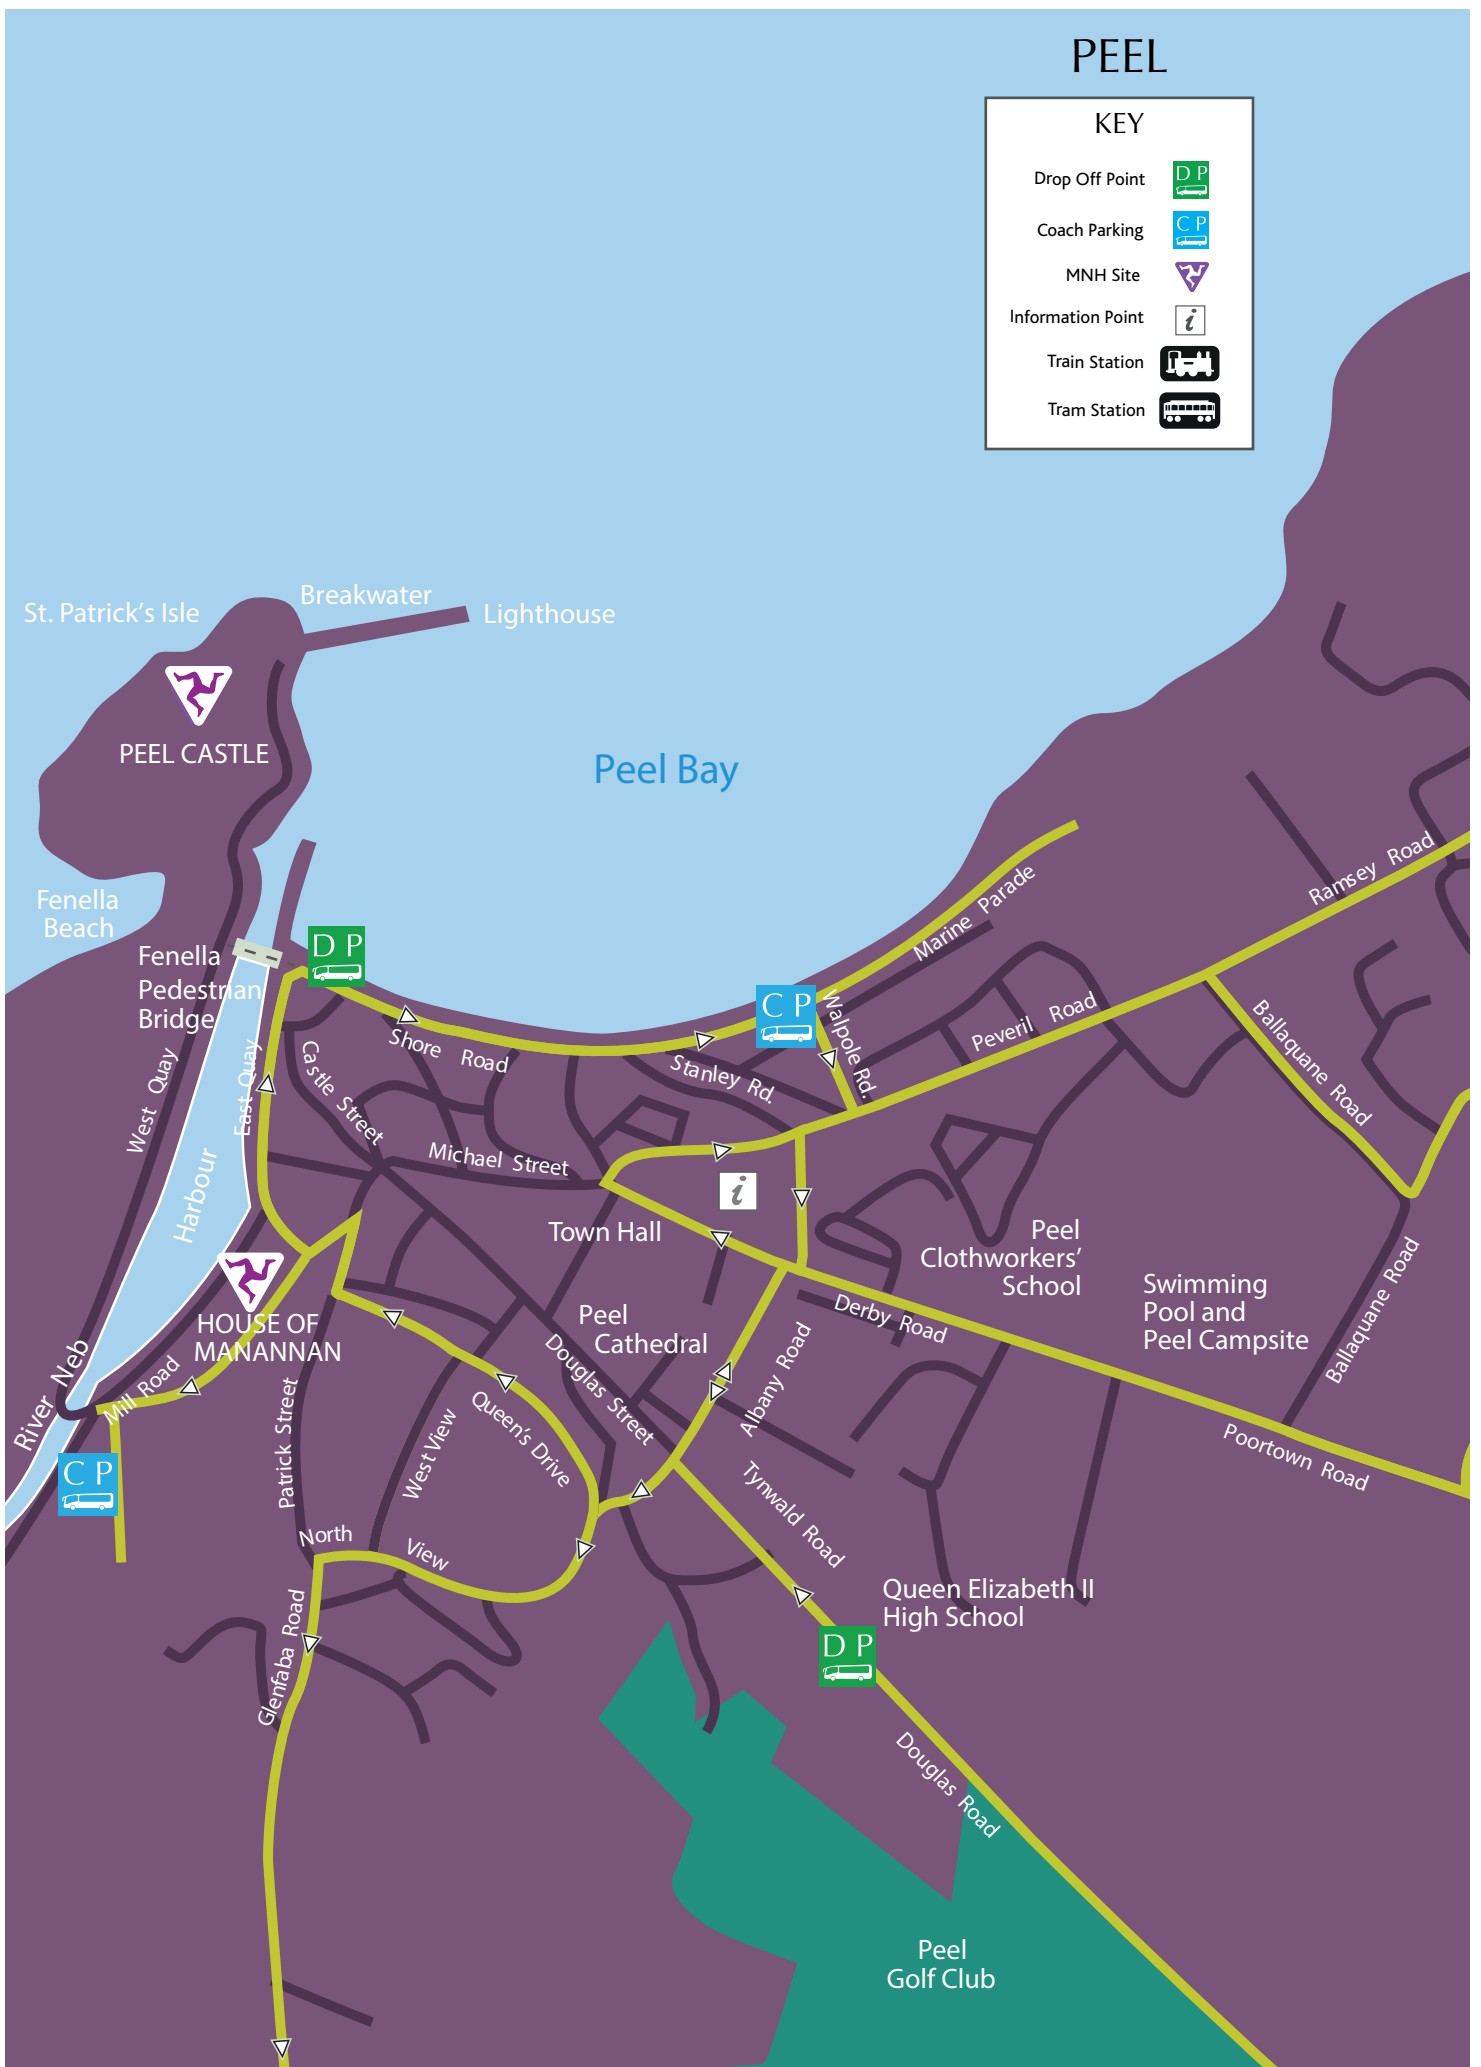 PEEL
KEY
Drop Off Point
D P
Coach Parking
C P
MNH Site
Information Point
i
Train Station
Tram Station
Breakwater
St. Patrick's Isle
Lighthouse
PEEL CASTLE
Peel Bay
Fenella
Beach
Fenella
Pedestrian
Bridge
D P
C P
Marine Parade
Ramsey Road
Walpole Rd.
Peveril Road
Ballaquane Road
Shore Road
Stanley Rd.
Castle Street
East Quay
West Quay
Harbour
Michael Street
i
Town Hall
Peel
Clothworkers'
School
Swimming
Pool and
Peel Campsite
Ballaquane Road
HOUSE OF
MANANNAN
Peel
Cathedral
Derby Road
Albany Road
Douglas Street
River Neb
Mill Road
Patrick Street
West View
Queen's Drive
Poortown Road
C P
Tynwald Road
North View
Queen Elizabeth II
High School
D P
Glenfaba Road
Douglas Road
Peel
Golf Club